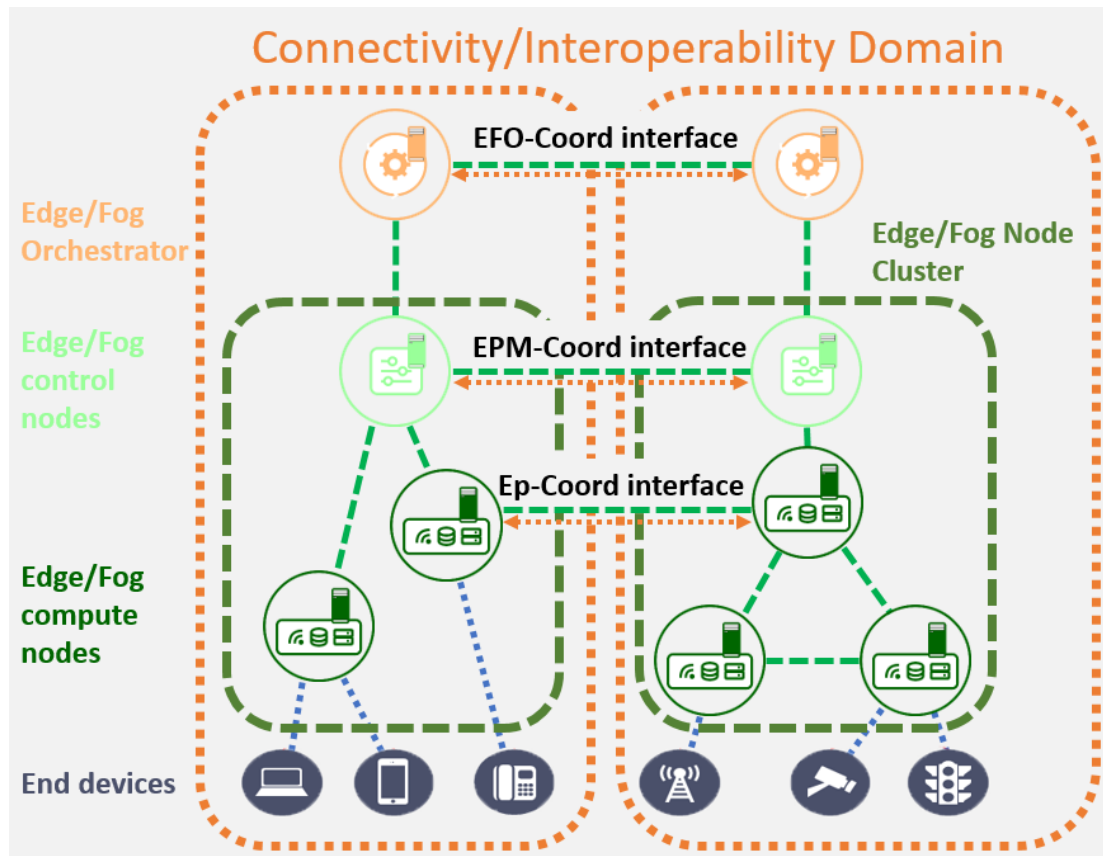 Connectivity/Interoperability Domain
EFO-Coord interface
Edge/Fog
Orchestrator
Edge/Fog Node
Cluster
Edge/Fog
control
nodes
EPM-Coord interface
Ep-Coord interface
Edge/Fog
compute
nodes
End devices